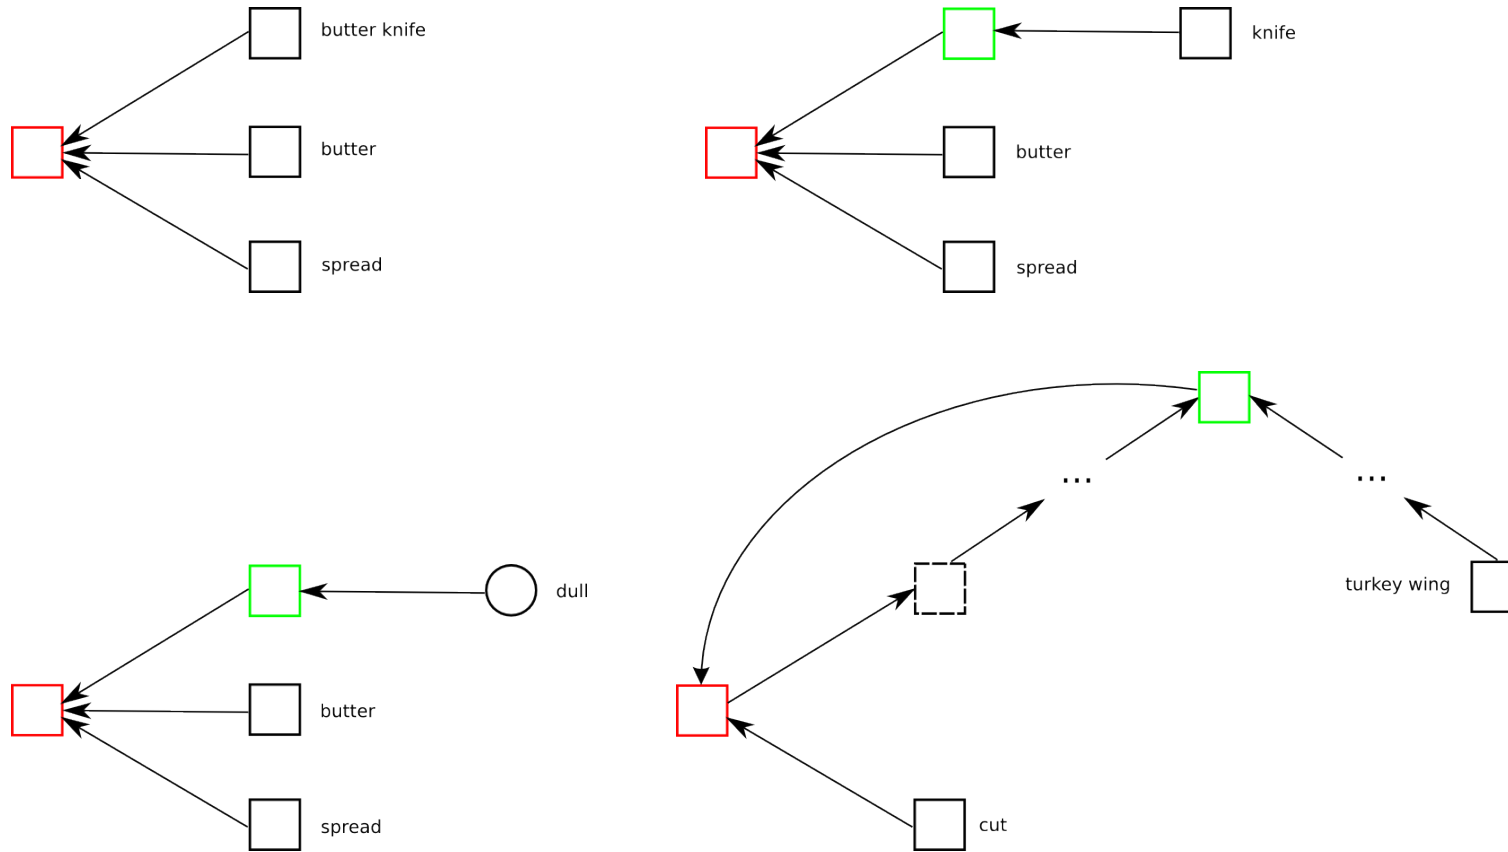 butter knife
butter
spread
knife
butter
spread
dull
butter
spread
...
...
turkey wing
cut